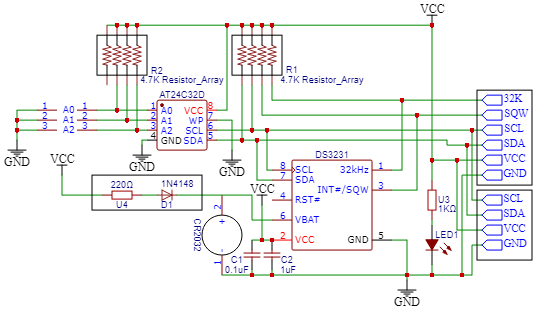 VCC
R2
4.7K Resistor_Array
R1
4.7K Resistor_Array
AT24C32D
1 A0 1
2 A1 2
3 A2 3
1 A0 VCC 8
2 A1 WP 7
3 A2 SCL 6
4 GND SDA 5
GND
GND
GND
32K
SQW
SCL
SDA
VCC
GND
SCL
SDA
VCC
GND
VCC
220Ω
U4
1N4148
D1
VCC
DS3231
8 SCL 32kHz 1
7 SDA
INT#/SQW 3
4 RST#
6 VBAT
2 VCC GND 5
2
+
CR2032
-
1
C1
0.1uF
C2
1uF
U3
1KΩ
LED1
GND